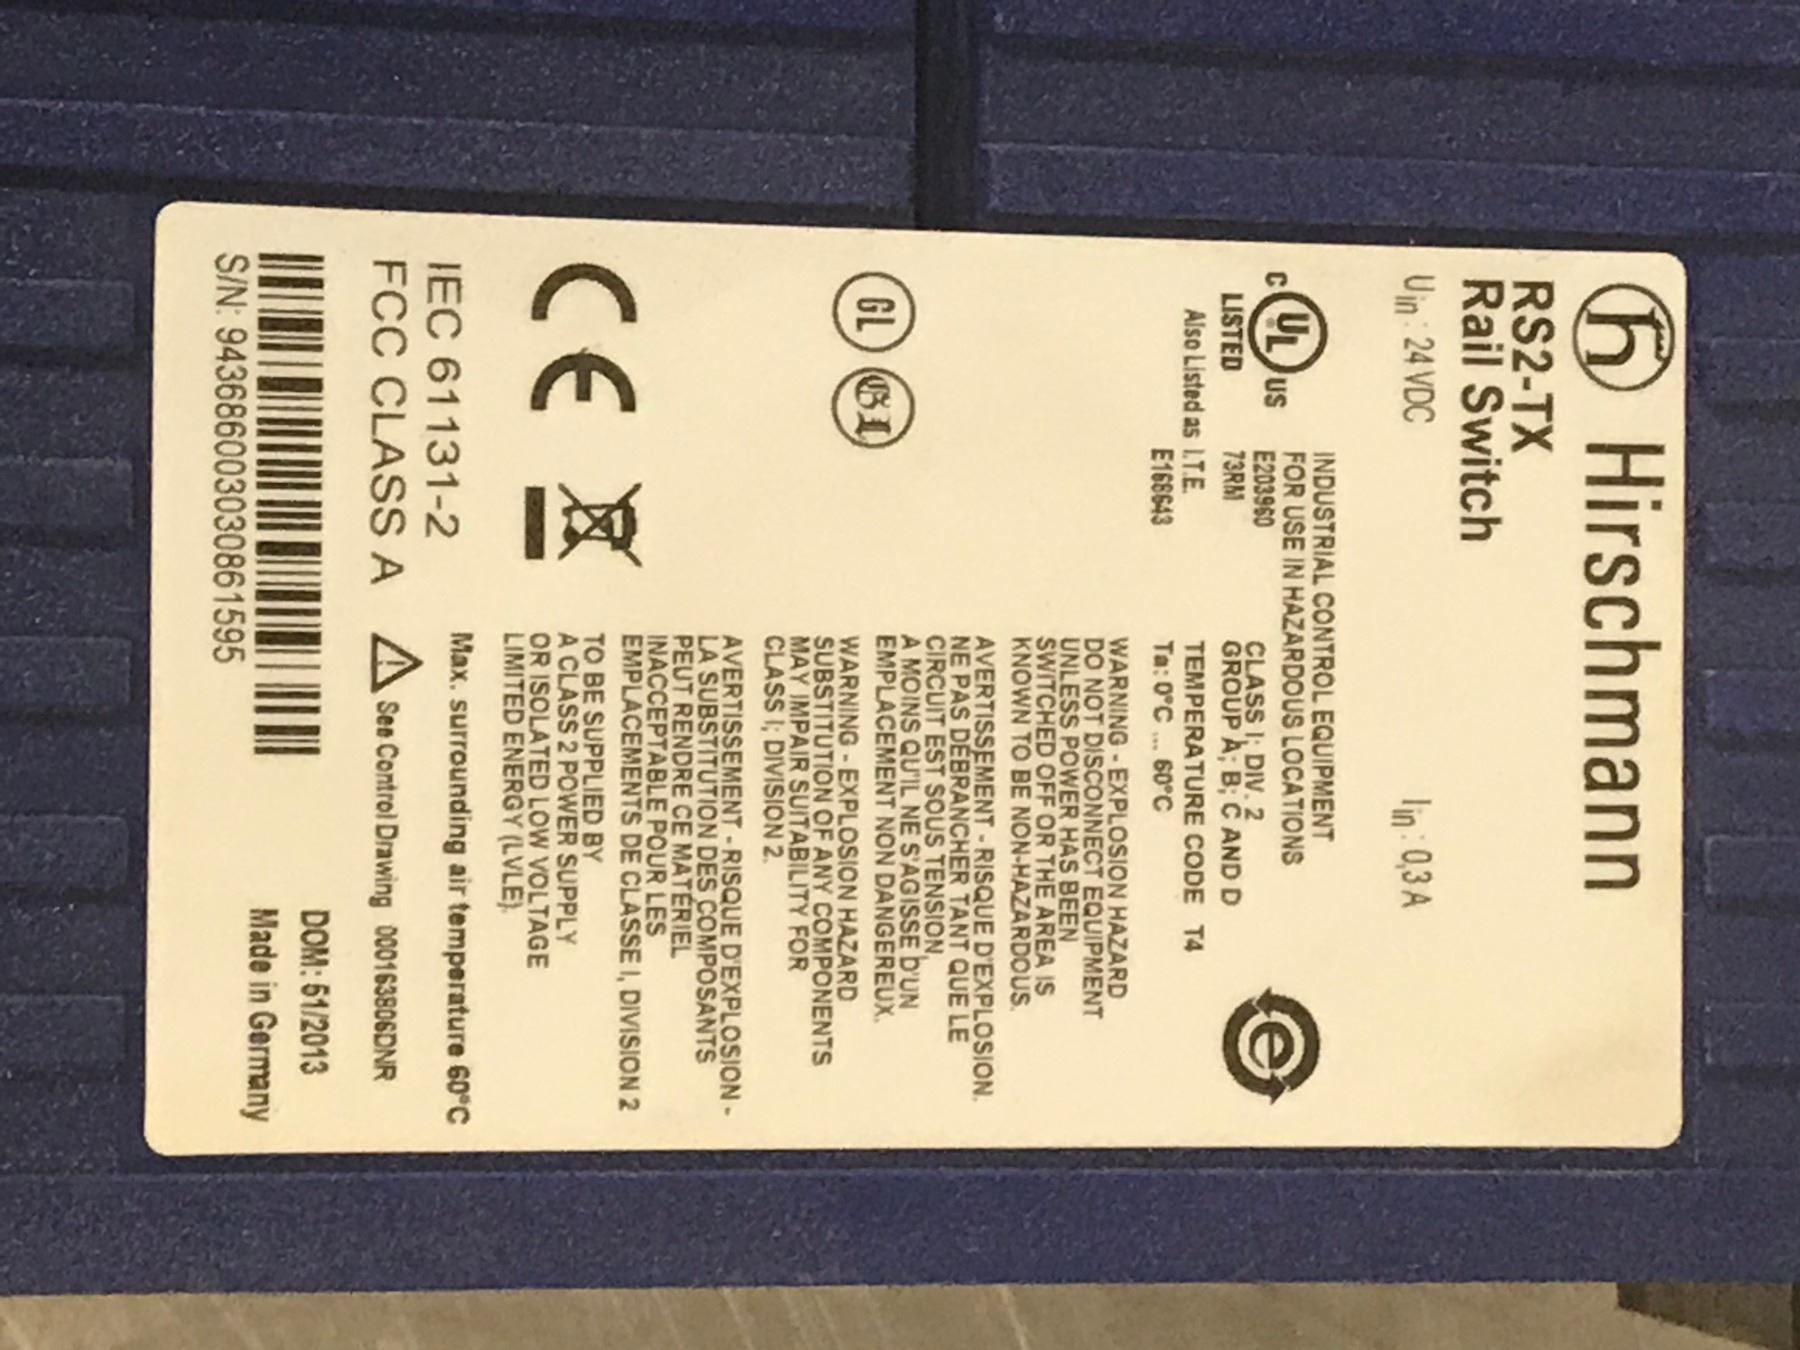 Hirschmann
RS2-TX
Rail Switch
Uin : 24 VDC
Iin : 0,3 A
C UL US
LISTED
Also Listed as I.T.E.
E168643
INDUSTRIAL CONTROL EQUIPMENT
FOR USE IN HAZARDOUS LOCATIONS
E203960
73RM
CLASS I; DIV. 2
GROUP A; B; C AND D
TEMPERATURE CODE T4
Ta: 0°C ... 60°C
e
WARNING - EXPLOSION HAZARD
DO NOT DISCONNECT EQUIPMENT
UNLESS POWER HAS BEEN
SWITCHED OFF OR THE AREA IS
KNOWN TO BE NON-HAZARDOUS.
AVERTISSEMENT - RISQUE D'EXPLOSION.
NE PAS DÉBRANCHER TANT QUE LE
CIRCUIT EST SOUS TENSION,
A MOINS QU'IL NE S'AGISSE D'UN
EMPLACEMENT NON DANGEREUX.
WARNING - EXPLOSION HAZARD
SUBSTITUTION OF ANY COMPONENTS
MAY IMPAIR SUITABILITY FOR
CLASS I; DIVISION 2.
AVERTISSEMENT - RISQUE D'EXPLOSION -
LA SUBSTITUTION DES COMPOSANTS
PEUT RENDRE CE MATÉRIEL
INACCEPTABLE POUR LES
EMPLACEMENTS DE CLASSE I, DIVISION 2
TO BE SUPPLIED BY
A CLASS 2 POWER SUPPLY
OR ISOLATED LOW VOLTAGE
LIMITED ENERGY (LVLE).
GL
CE
IEC 61131-2
FCC CLASS A
Max. surrounding air temperature 60°C
See Control Drawing 000163806DNR
S/N: 943686003030861595
DOM: 51/2013
Made in Germany